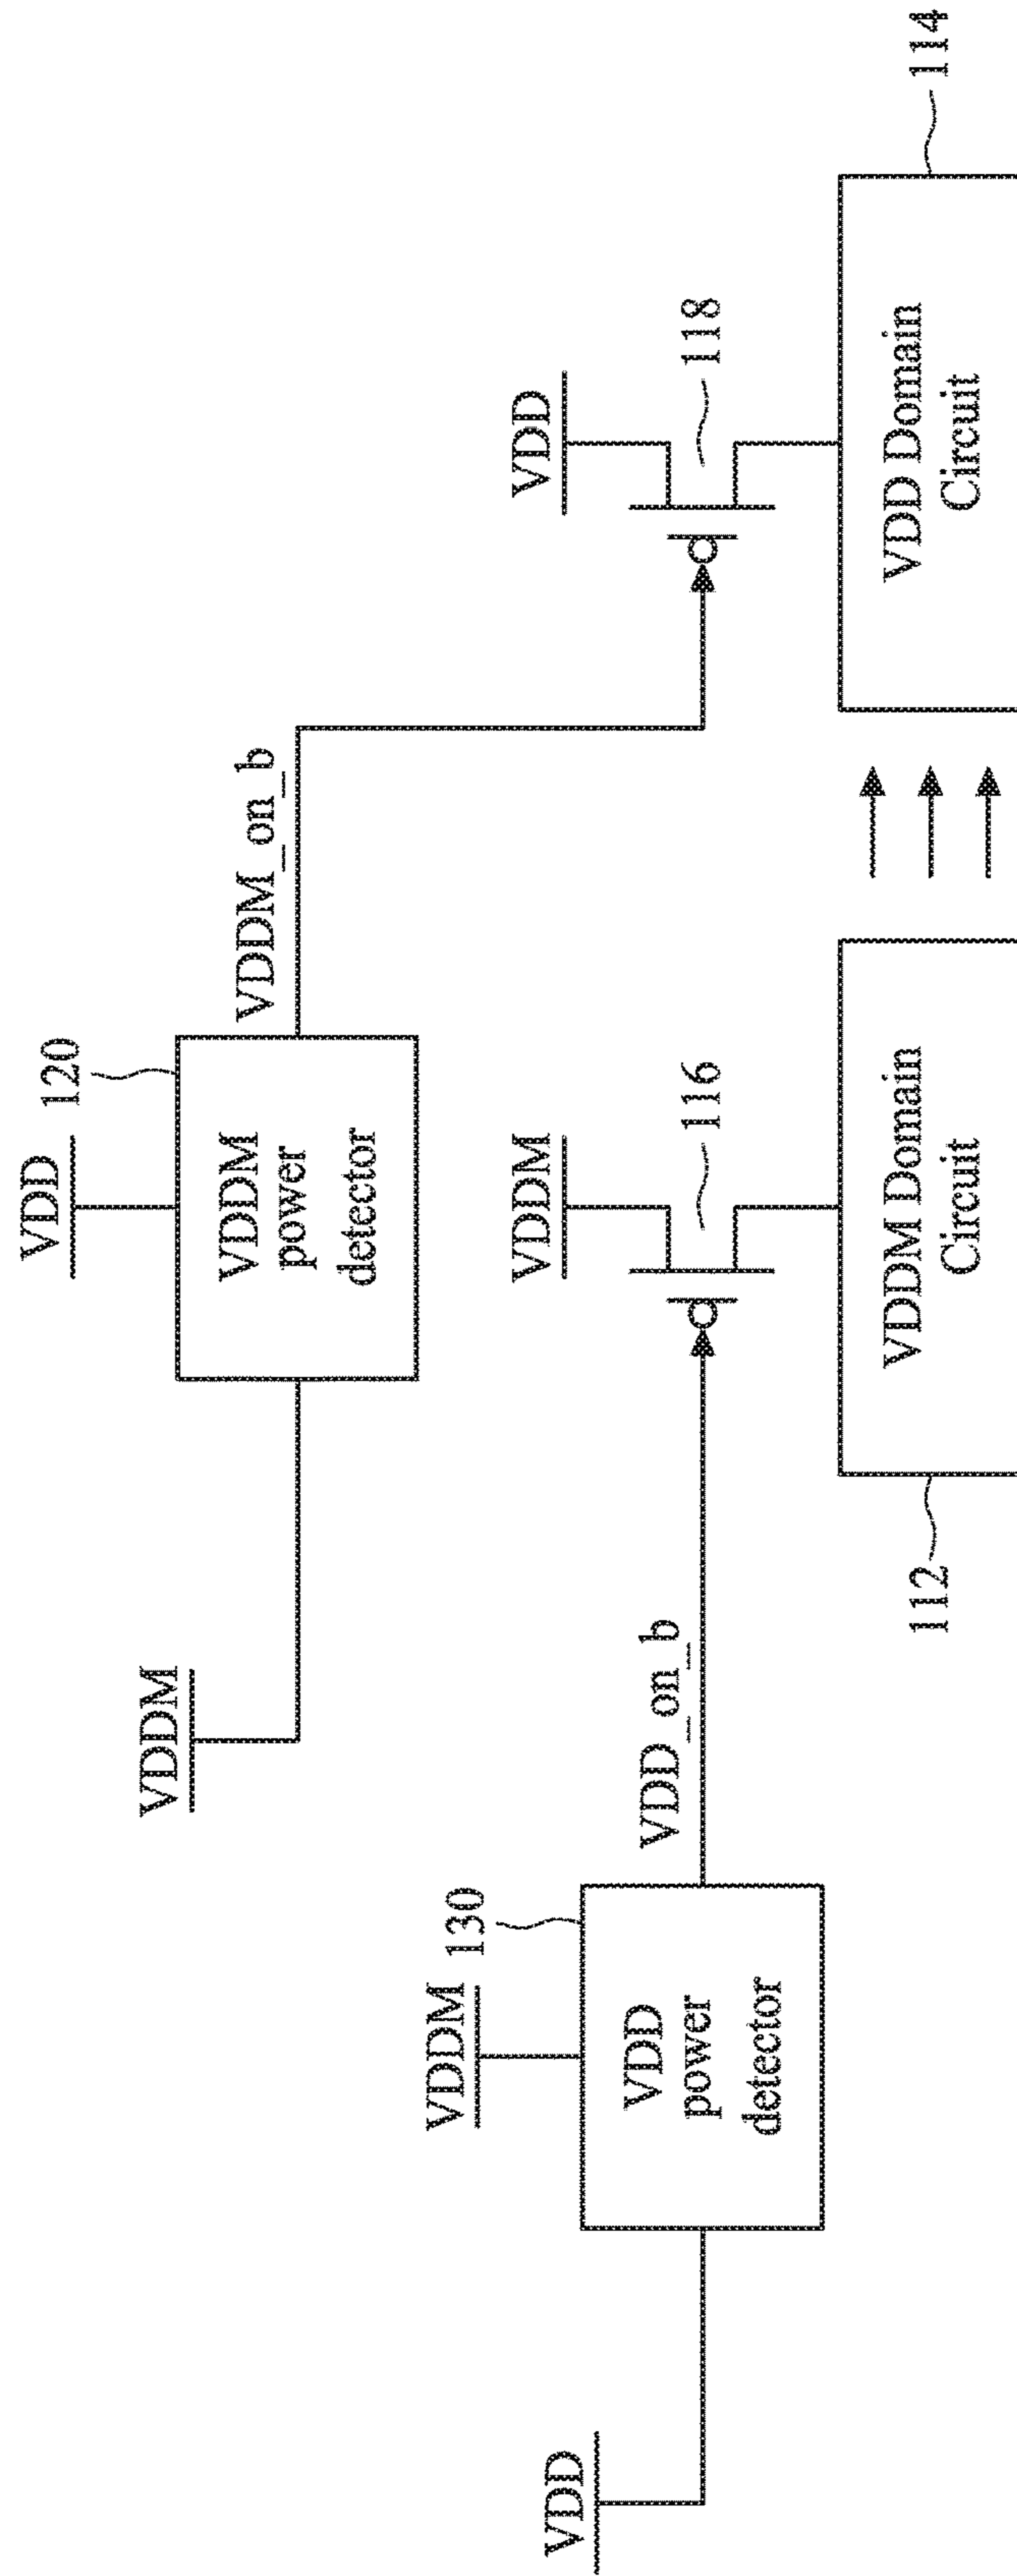 VDD
120
VDDM
VDDM
power
detector
VDDM_on_b
VDDM
130
VDD
VDD
power
detector
VDD_on_b
VDDM
116
VDD
118
112
VDDM Domain
Circuit
VDD Domain
Circuit
114